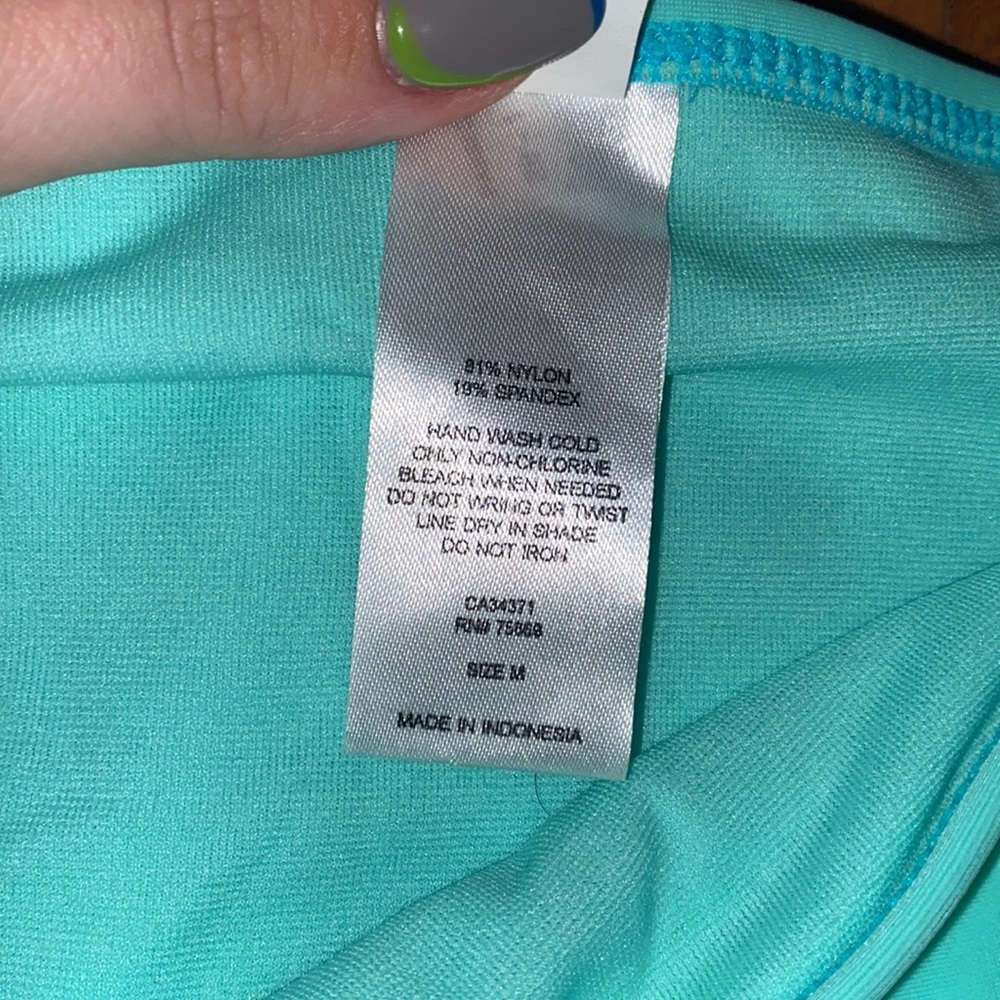 81% NYLON
19% SPANDEX
HAND WASH COLD
ONLY NON-CHLORINE
BLEACH WHEN NEEDED
DO NOT WRING OR TWIST
LINE DRY IN SHADE
DO NOT IRON
CA34371
RN# 75669
SIZE M
MADE IN INDONESIA